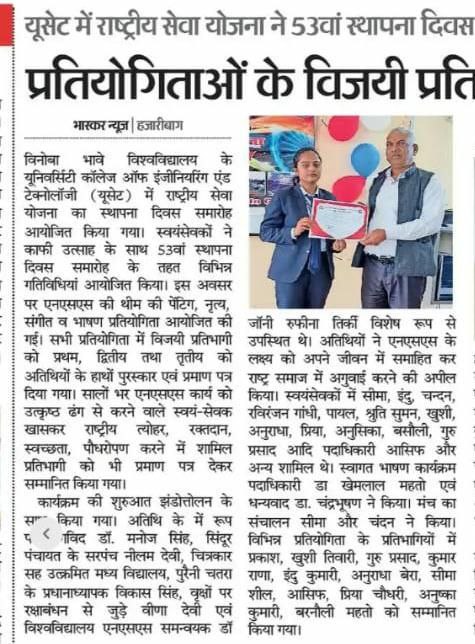 यूसेट में राष्ट्रीय सेवा योजना ने 53वां स्थापना दिवस
प्रतियोगिताओं के विजयी प्रति
भास्कर न्यूज | हजारीबाग
विनोबा भावे विश्वविद्यालय के
यूनिवर्सिटी कॉलेज ऑफ इंजीनियरिंग एंड
टेक्नोलॉजी (यूसेट) में राष्ट्रीय सेवा
योजना का स्थापना दिवस समारोह
आयोजित किया गया। स्वयंसेवकों ने
काफी उत्साह के साथ 53वां स्थापना
दिवस समारोह के तहत विभिन्न
गतिविधियां आयोजित किया। इस अवसर
पर एनएसएस की थीम की पेंटिग, नृत्य,
संगीत व भाषण प्रतियोगिता आयोजित की
गई। सभी प्रतियोगिता में विजयी प्रतिभागी
को प्रथम, द्वितीय तथा तृतीय को
अतिथियों के हाथों पुरस्कार एवं प्रमाण पत्र
दिया गया। सालों भर एनएसएस कार्य को
उत्कृष्ठ ढंग से करने वाले स्वयं-सेवक
खासकर राष्ट्रीय त्योहर, रक्तदान,
स्वच्छता, पौधरोपण करने में शामिल
प्रतिभागी को भी प्रमाण पत्र देकर
सम्मानित किया गया।
कार्यक्रम की शुरुआत झंडोत्तोलन के
किया गया। अतिथि के में रूप
डॉ. मनोज सिंह, सिंदूर
पंचायत के सरपंच नीलम देवी, चित्रकार
सह उत्क्रमित मध्य विद्यालय, पुरैनी चतरा
के प्रधानाध्यापक विकास सिंह, वृक्षों पर
रक्षाबंधन से जुड़े वीणा देवी एवं
विश्वविद्यालय एनएसएस समन्वयक डॉ
जॉनी रुफीना तिर्की विशेष रूप से
उपस्थित थे। अतिथियों ने एनएसएस के
लक्ष्य को अपने जीवन में समाहित कर
राष्ट्र समाज में अगुवाई करने की अपील
किया। स्वयंसेवकों में सीमा, इंदु, चन्दन,
रविरंजन गांधी, पायल, श्रुति सुमन, खुशी,
अनुराधा, प्रिया, अनुसिका, बसौली, गुरु
प्रसाद आदि पदाधिकारी आसिफ और
अन्य शामिल थे। स्वागत भाषण कार्यक्रम
पदाधिकारी डा खेमलाल महतो एवं
धन्यवाद डा. चंद्रभूषण ने किया। मंच का
संचालन सीमा और चंदन ने किया।
विभिन्न प्रतियोगिता के प्रतिभागियों में
प्रकाश, खुशी तिवारी, गुरु प्रसाद, कुमार
राणा, इंदु कुमारी, अनुराधा बेरा, सीमा
शील, आसिफ, प्रिया चौधरी, अनुष्का
कुमारी, बरनौली महतो को सम्मानित
किया गया।